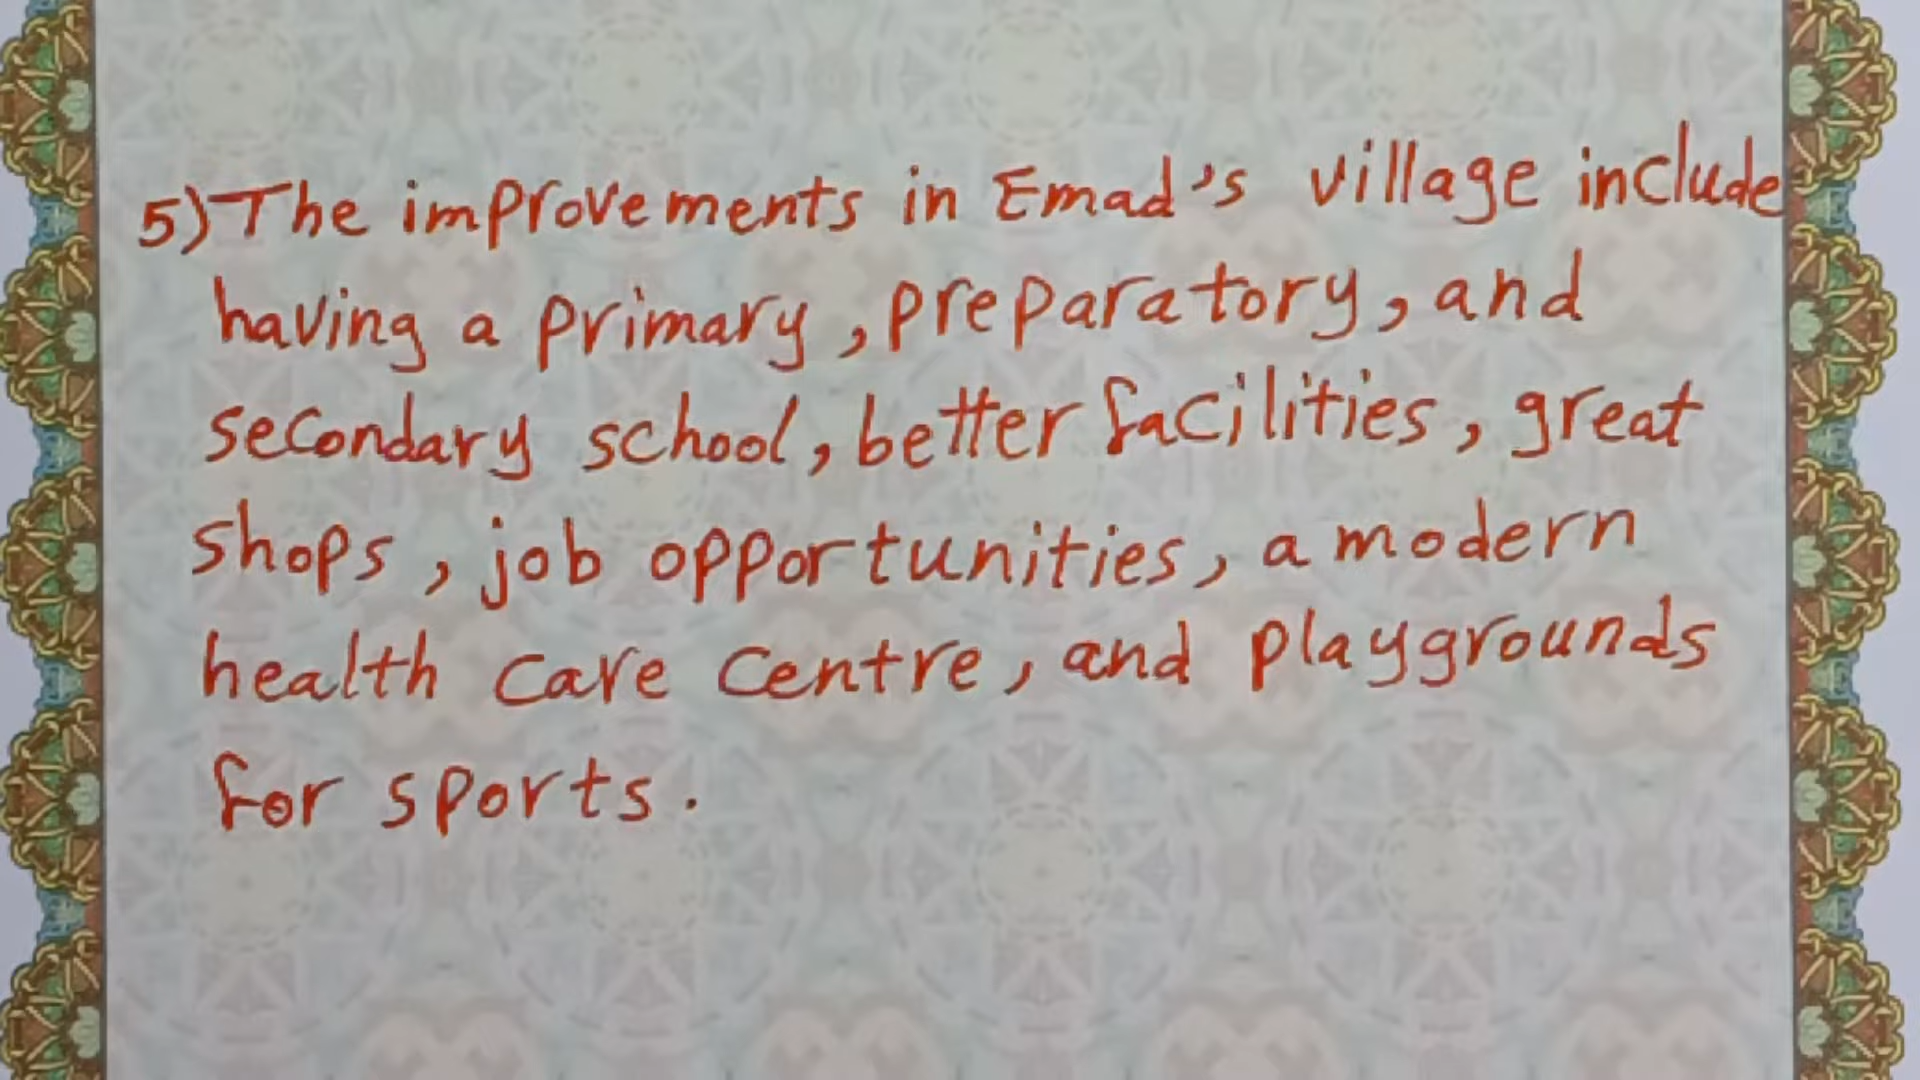 5) The improvements in Emad's village include
having a primary, preparatory, and
secondary school, better facilities, great
shops, job opportunities, a modern
health care centre, and playgrounds
for sports.